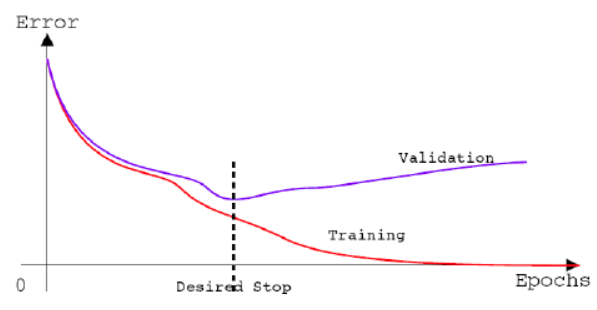 Error
Validation
Training
0
Desired Stop
Epochs